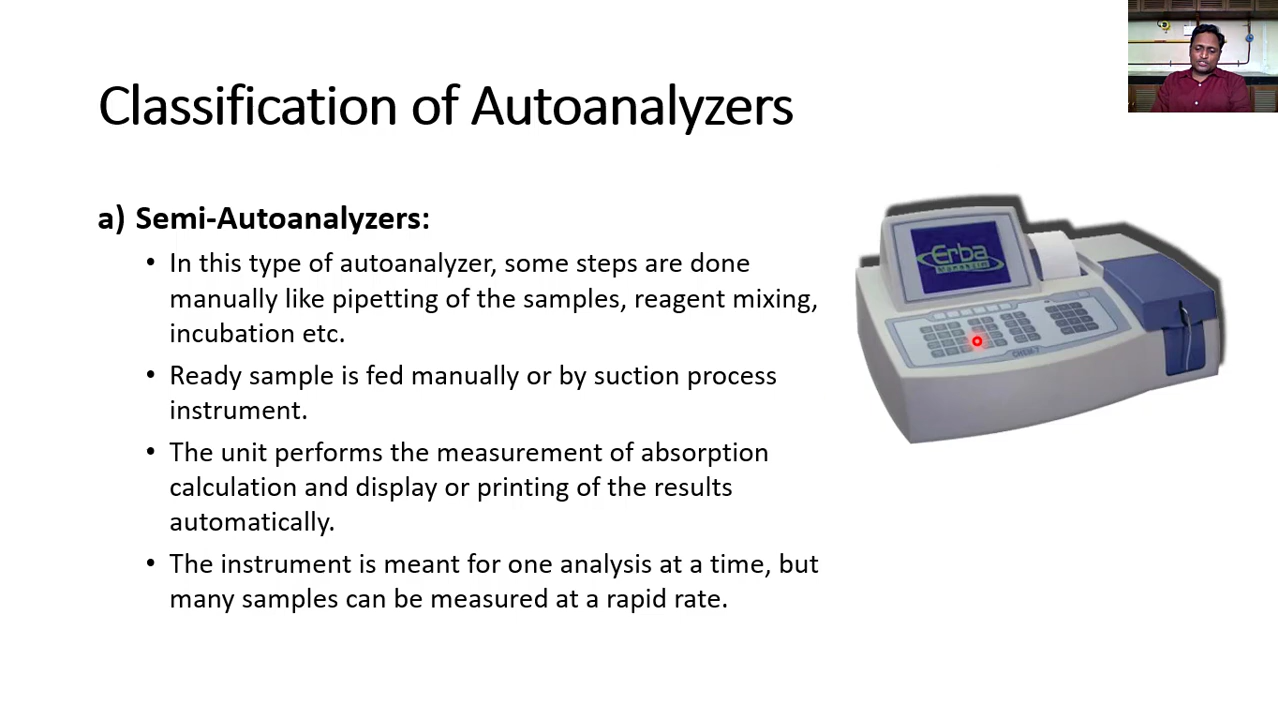 Classification of Autoanalyzers
a) Semi-Autoanalyzers:
• In this type of autoanalyzer, some steps are done
manually like pipetting of the samples, reagent mixing,
incubation etc.
• Ready sample is fed manually or by suction process
instrument.
• The unit performs the measurement of absorption
calculation and display or printing of the results
automatically.
• The instrument is meant for one analysis at a time, but
many samples can be measured at a rapid rate.
Erba
Mannheim
CHEM-7